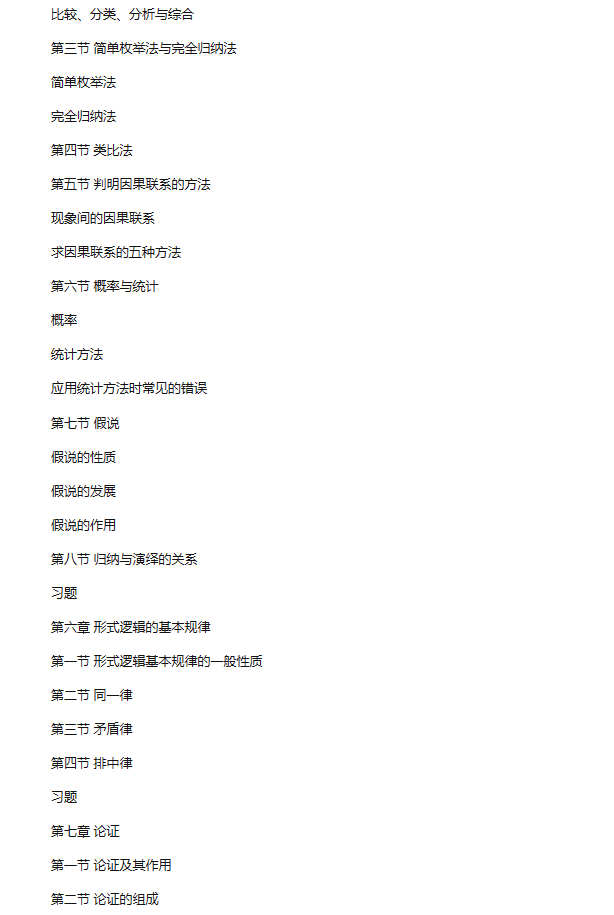 比较、分类、分析与综合
第三节 简单枚举法与完全归纳法
简单枚举法
完全归纳法
第四节 类比法
第五节 判明因果联系的方法
现象间的因果联系
求因果联系的五种方法
第六节 概率与统计
概率
统计方法
应用统计方法时常见的错误
第七节 假说
假说的性质
假说的发展
假说的作用
第八节 归纳与演绎的关系
习题
第六章 形式逻辑的基本规律
第一节 形式逻辑基本规律的一般性质
第二节 同一律
第三节 矛盾律
第四节 排中律
习题
第七章 论证
第一节 论证及其作用
第二节 论证的组成